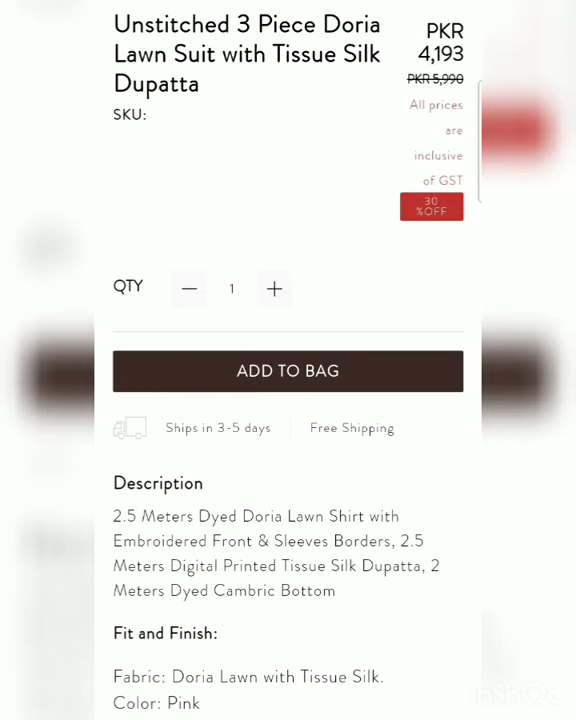 Unstitched 3 Piece Doria
Lawn Suit with Tissue Silk
Dupatta
SKU:
PKR
4,193
PKR 5,990
All prices
are
inclusive
of GST
30
%OFF
QTY
1
ADD TO BAG
Ships in 3-5 days
Free Shipping
Description
2.5 Meters Dyed Doria Lawn Shirt with
Embroidered Front & Sleeves Borders, 2.5
Meters Digital Printed Tissue Silk Dupatta, 2
Meters Dyed Cambric Bottom
Fit and Finish:
Fabric: Doria Lawn with Tissue Silk.
Color: Pink
InShOt